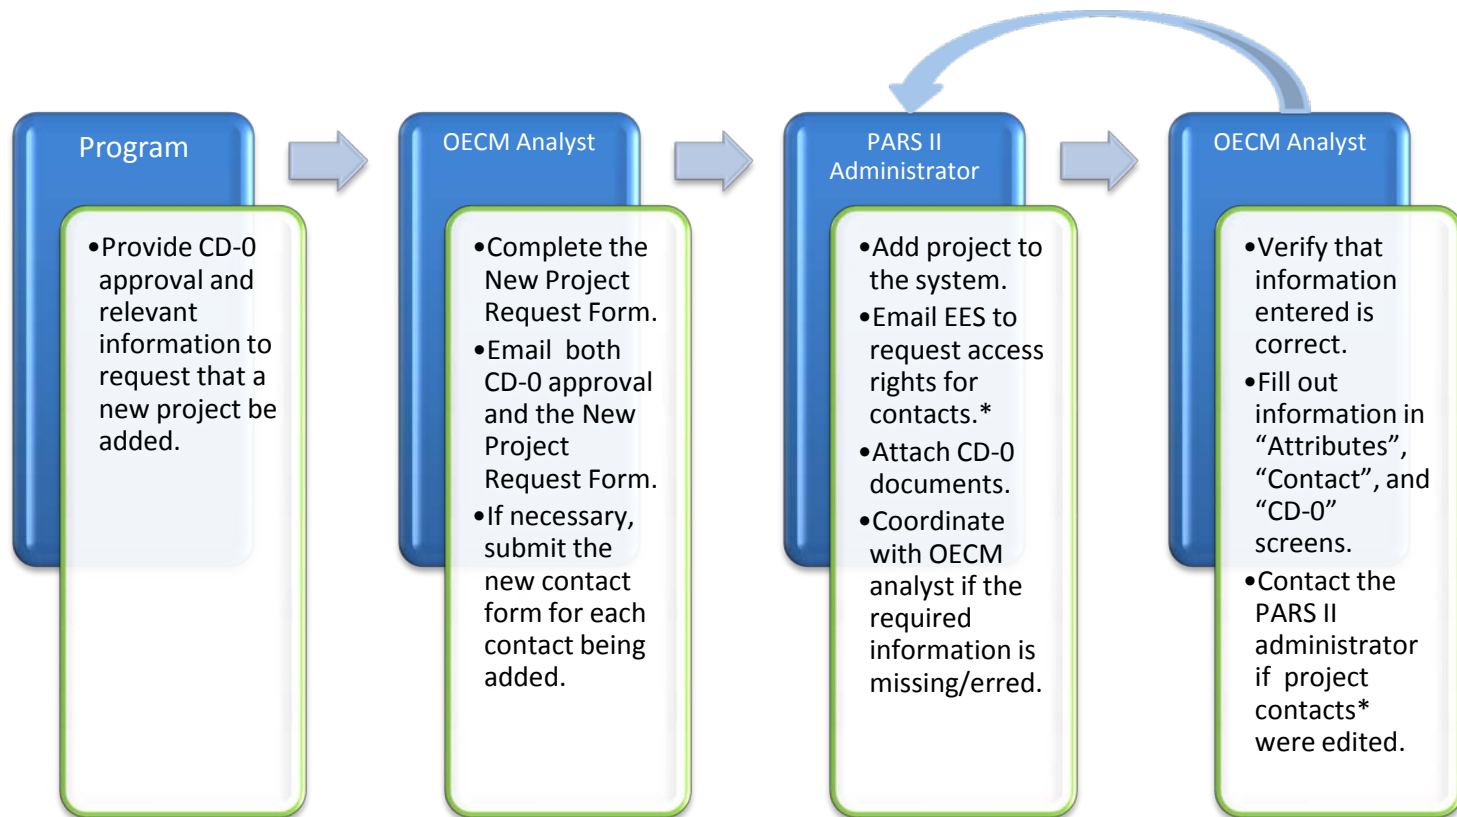 Program
•Provide CD-0
approval and
relevant
information to
request that a
new project be
added.
OECM Analyst
•Complete the
New Project
Request Form.
•Email both
CD-0 approval
and the New
Project
Request Form.
•If necessary,
submit the
new contact
form for each
contact being
added.
PARS II
Administrator
•Add project to
the system.
•Email EES to
request access
rights for
contacts.*
•Attach CD-0
documents.
•Coordinate
with OECM
analyst if the
required
information is
missing/erred.
OECM Analyst
•Verify that
information
entered is
correct.
•Fill out
information in
“Attributes”,
“Contact”, and
“CD-0”
screens.
•Contact the
PARS II
administrator
if project
contacts*
were edited.